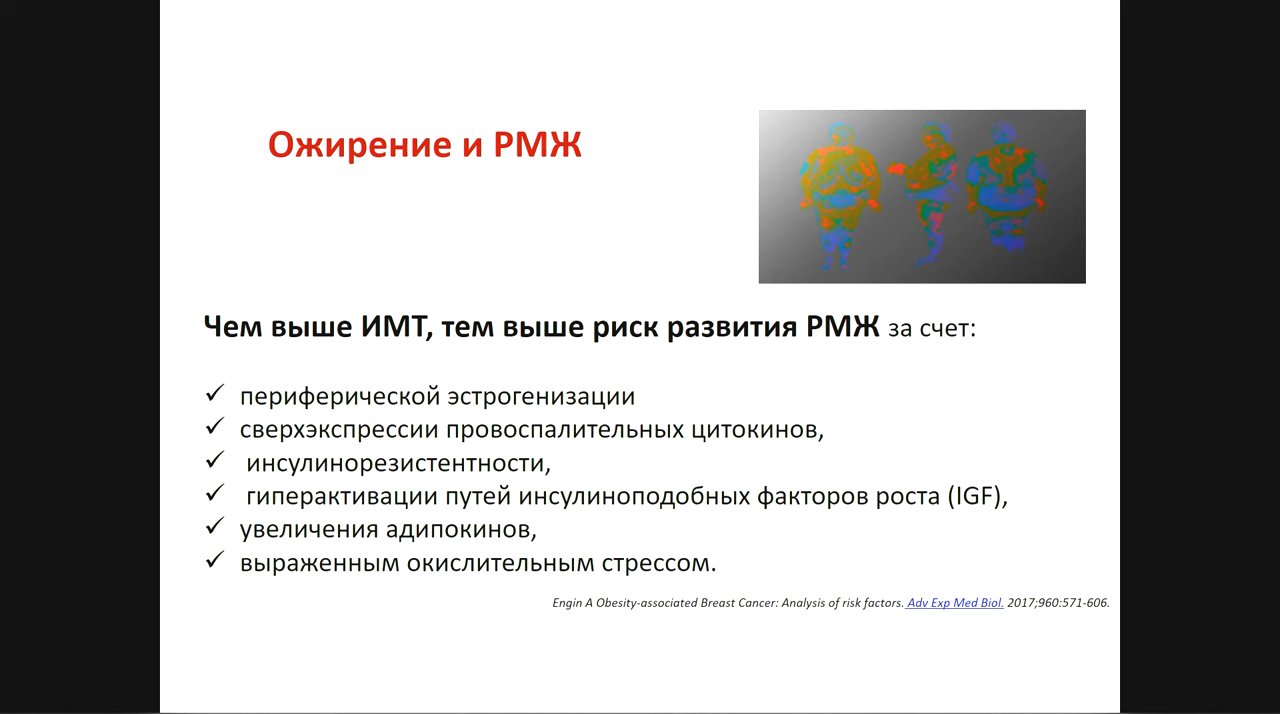 Ожирение и РМЖ
Чем выше ИМТ, тем выше риск развития РМЖ за счет:
✓ периферической эстрогенизации
✓ сверхэкспрессии провоспалительных цитокинов,
✓ инсулинорезистентности,
✓ гиперактивации путей инсулиноподобных факторов роста (IGF),
✓ увеличения адипокинов,
✓ выраженным окислительным стрессом.
Engin A Obesity-associated Breast Cancer: Analysis of risk factors. Adv Exp Med Biol. 2017;960:571-606.